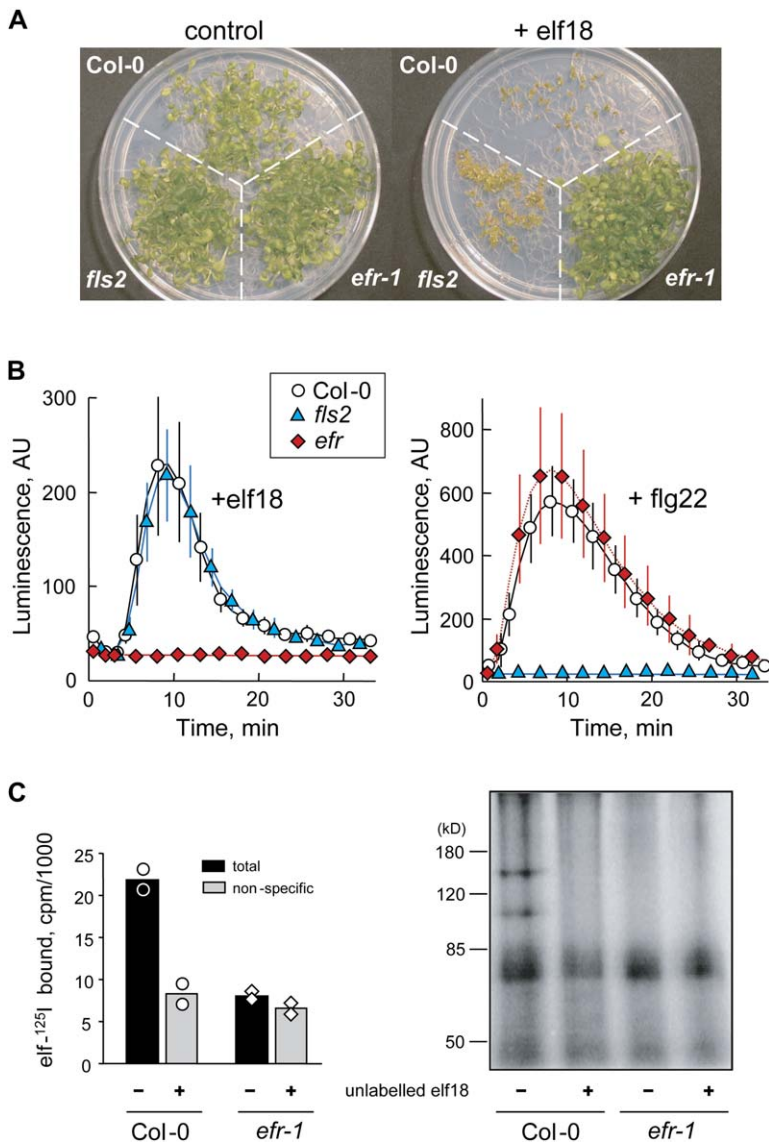 A
control
+ elf18
Col-0
Col-0
fls2
efr-1
fls2
efr-1
B
300
200
100
0
Luminescence, AU
0 10 20 30
Time, min
+elf18
Col-0
fls2
efr
800
600
400
200
0
Luminescence, AU
0 10 20 30
Time, min
+ flg22
C
25
20
15
10
5
0
elf-¹²⁵I bound, cpm/1000
total
non-specific
− + − +
Col-0 efr-1
unlabelled elf18
(kD)
180
120
85
50
− + − +
Col-0 efr-1